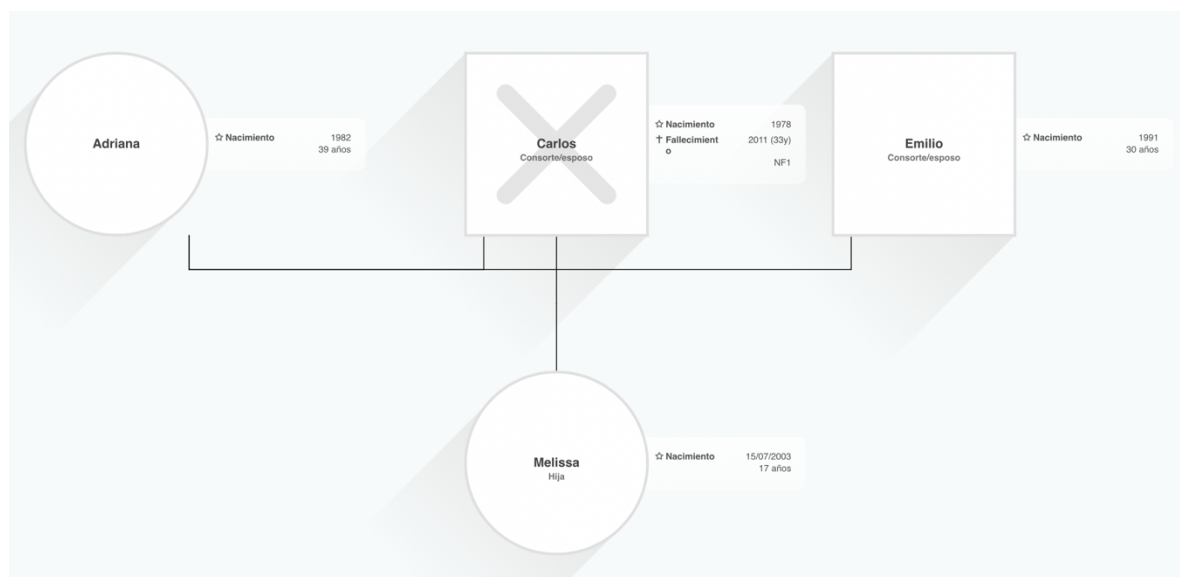 Adriana
☆ Nacimiento 1982
39 años
Carlos
Consorte/esposo
☆ Nacimiento 1978
† Fallecimient 2011 (33y)
o
NF1
Emilio
Consorte/esposo
☆ Nacimiento 1991
30 años
Melissa
Hija
☆ Nacimiento 15/07/2003
17 años